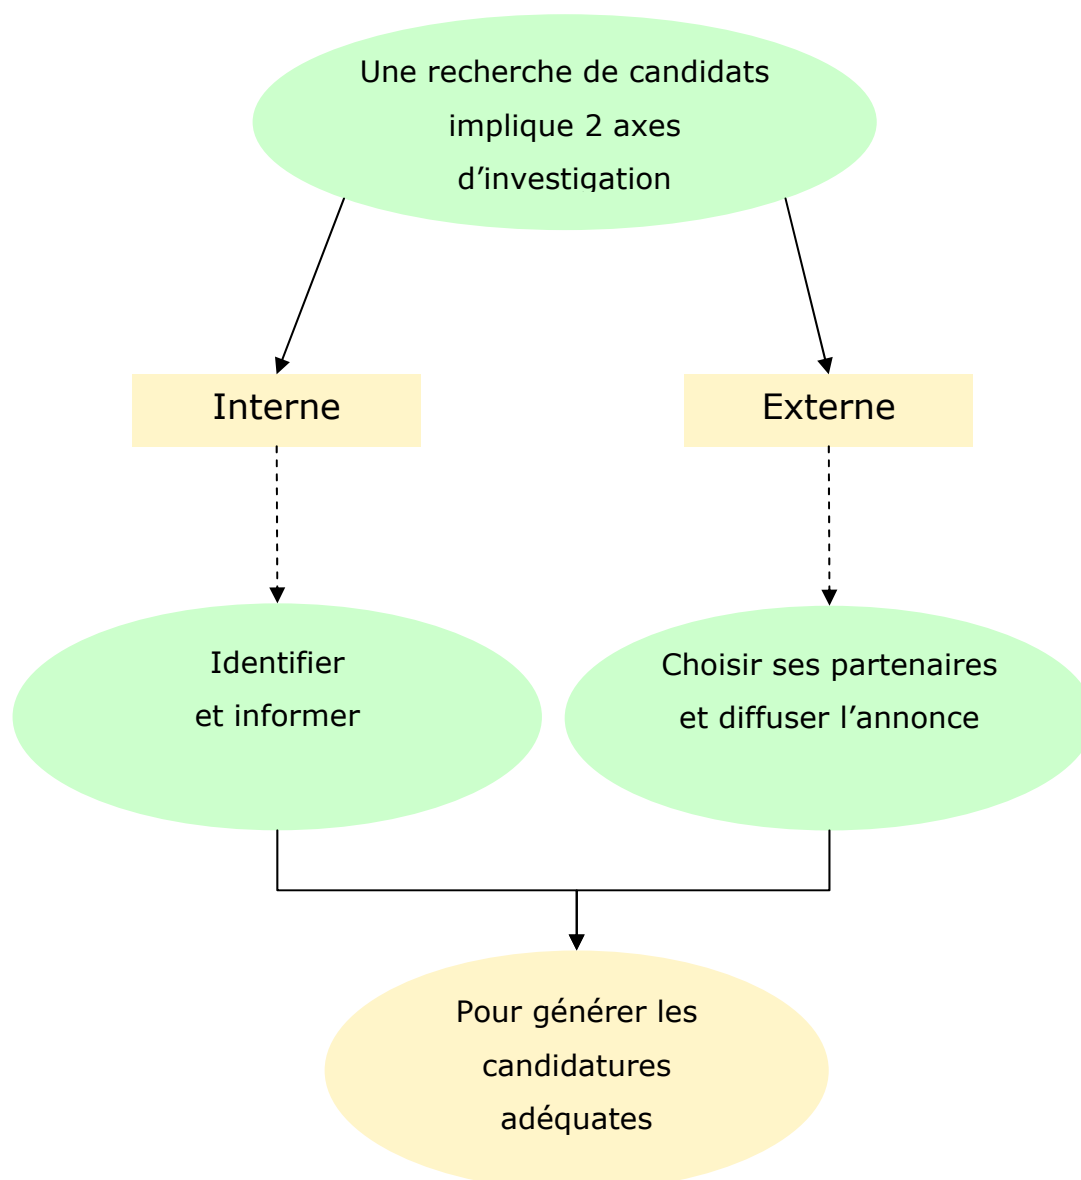 Une recherche de candidats
implique 2 axes
d’investigation
Interne
Externe
Identifier
et informer
Choisir ses partenaires
et diffuser l’annonce
Pour générer les
candidatures
adéquates